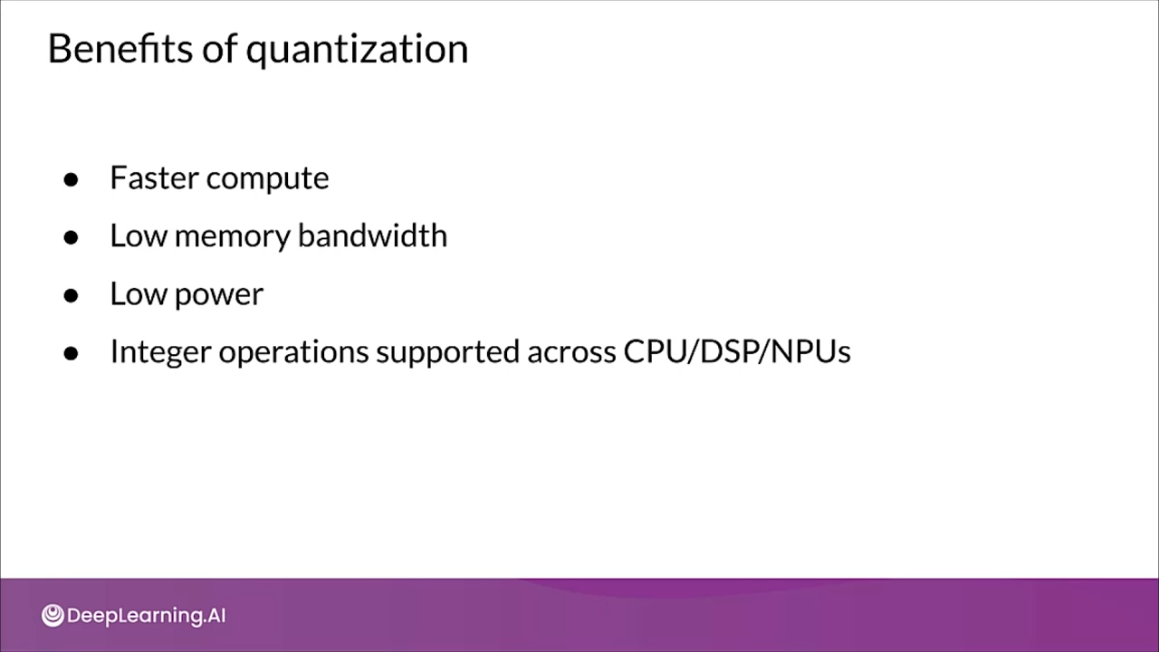 Benefits of quantization
● Faster compute
● Low memory bandwidth
● Low power
● Integer operations supported across CPU/DSP/NPUs
DeepLearning.AI